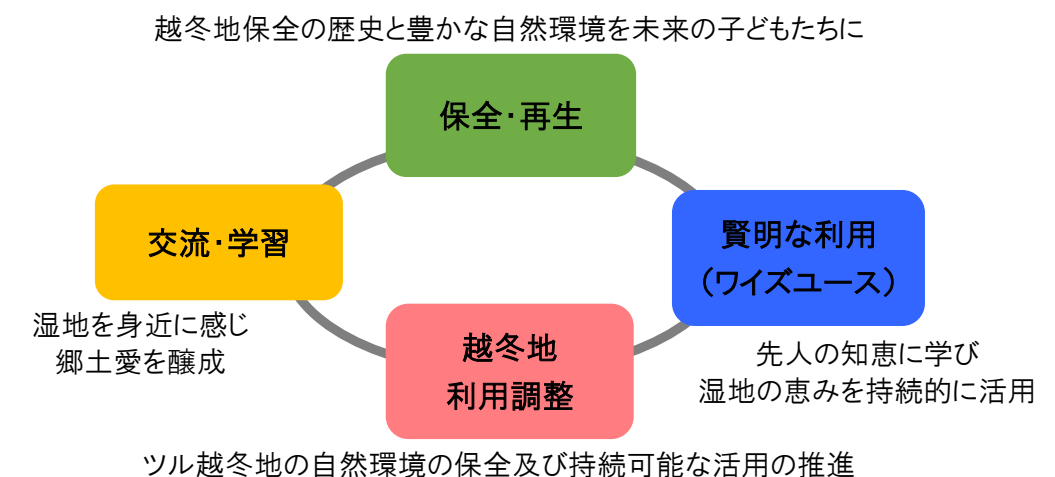 越冬地保全の歴史と豊かな自然環境を未来の子どもたちに
保全・再生
交流・学習
湿地を身近に感じ
郷土愛を醸成
賢明な利用
（ワイズユース）
先人の知恵に学び
湿地の恵みを持続的に活用
越冬地
利用調整
ツル越冬地の自然環境の保全及び持続可能な活用の推進